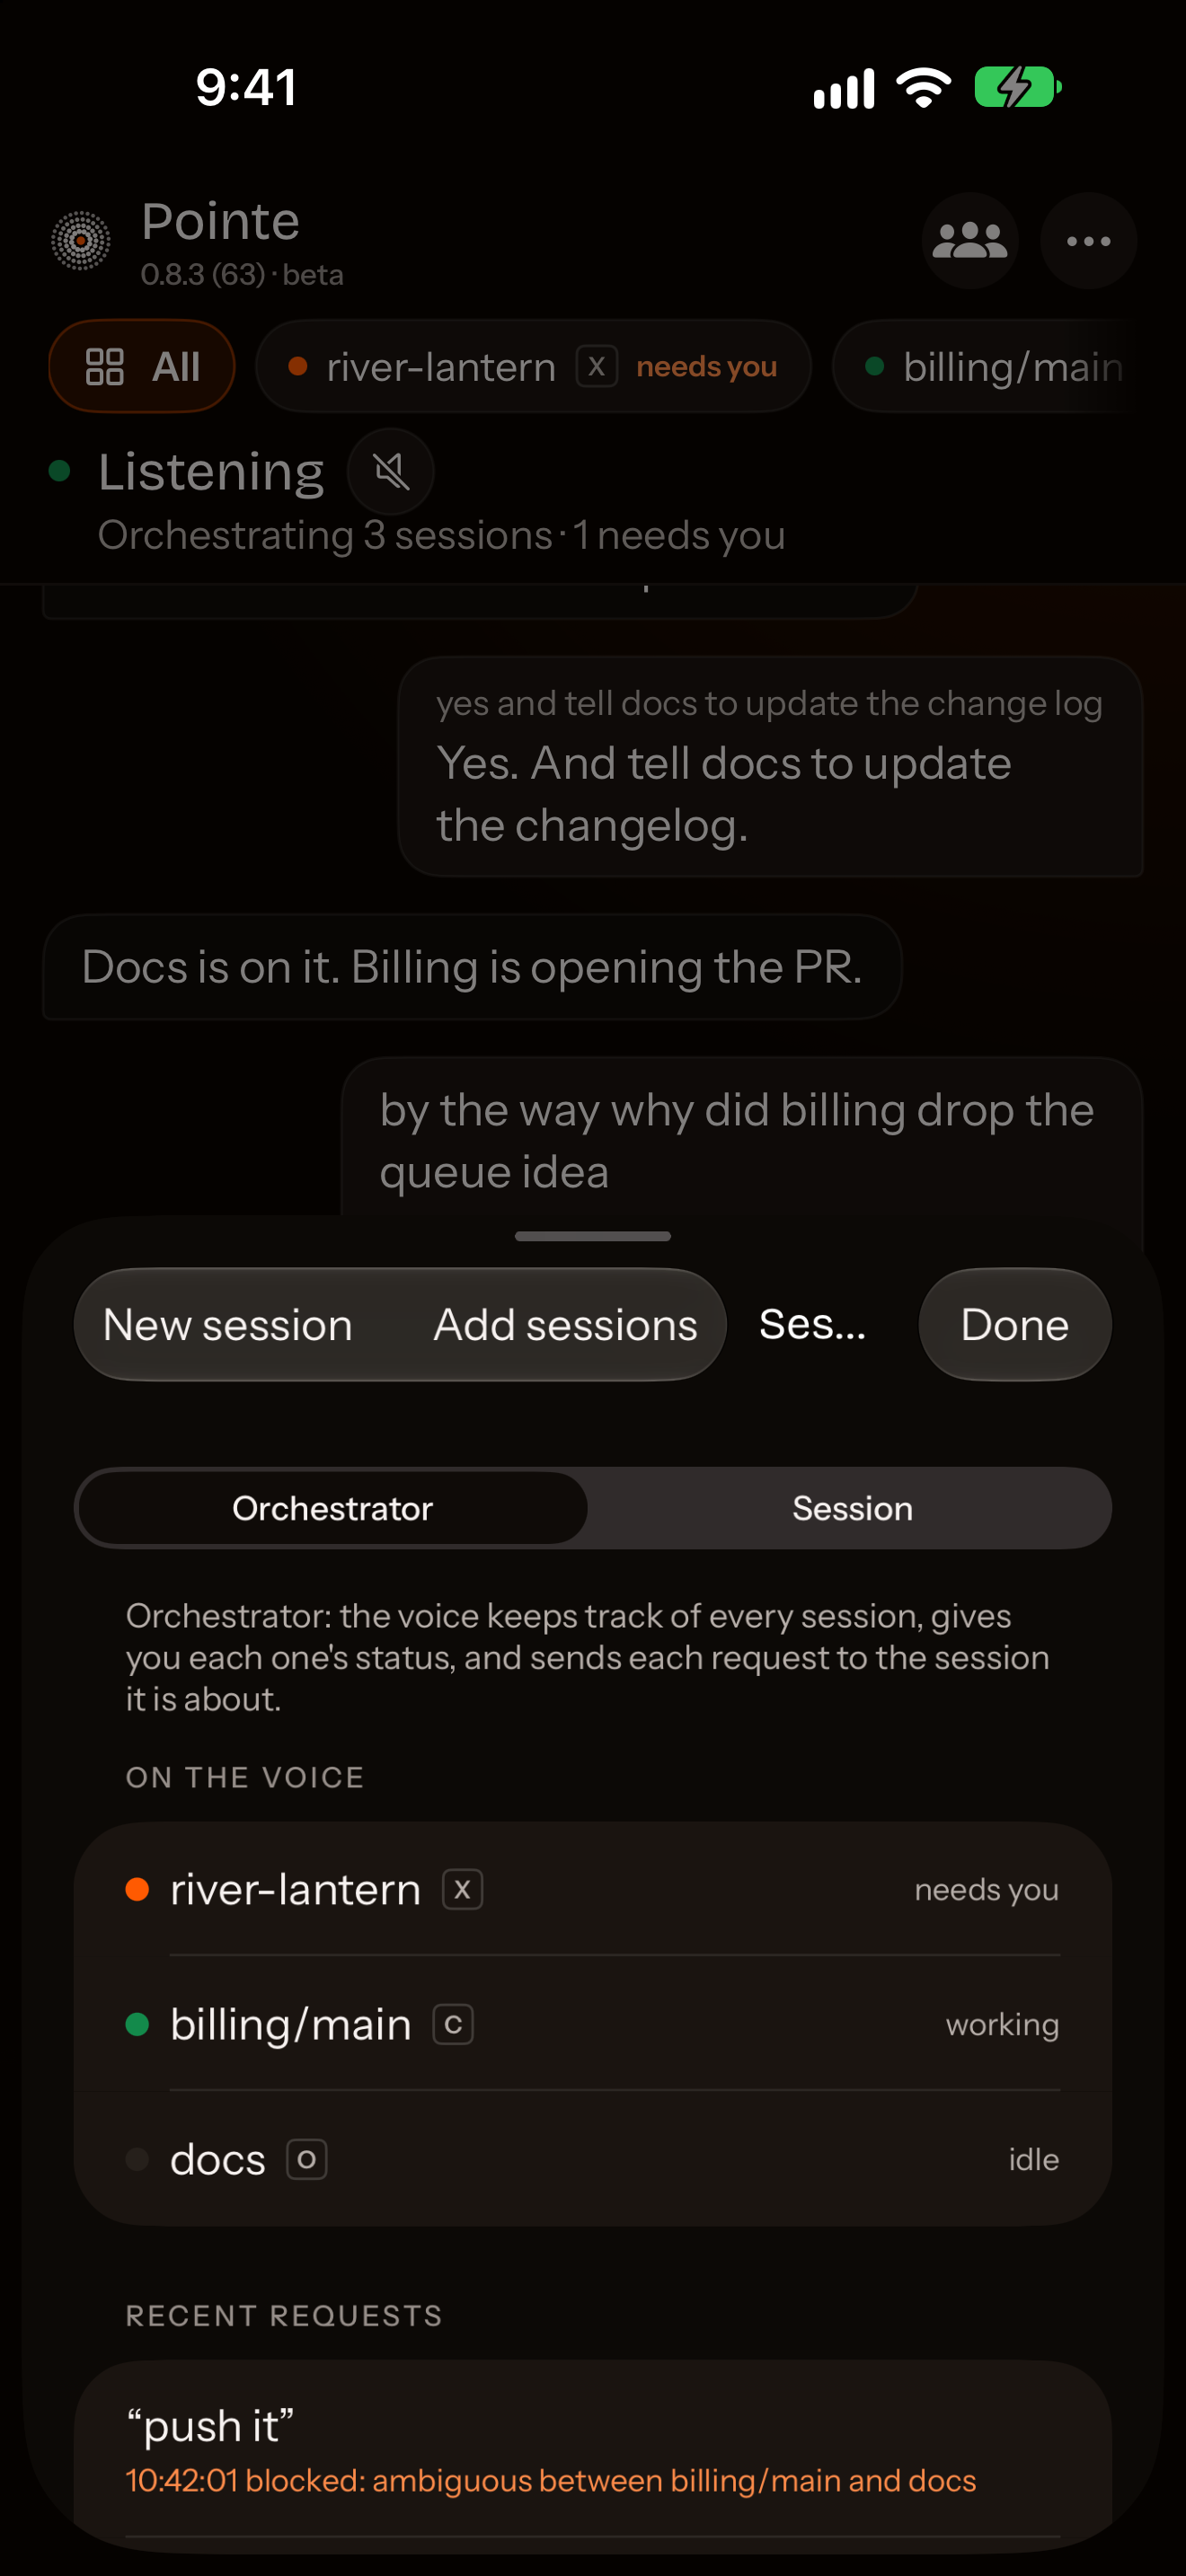 9:41
Pointe
0.8.3 (63) · beta
All
river-lantern X needs you
billing/main
Listening
Orchestrating 3 sessions · 1 needs you
yes and tell docs to update the change log
Yes. And tell docs to update
the changelog.
Docs is on it. Billing is opening the PR.
by the way why did billing drop the
queue idea
New session
Add sessions
Ses...
Done
Orchestrator
Session
Orchestrator: the voice keeps track of every session, gives
you each one's status, and sends each request to the session
it is about.
ON THE VOICE
river-lantern X
needs you
billing/main C
working
docs O
idle
RECENT REQUESTS
“push it”
10:42:01 blocked: ambiguous between billing/main and docs